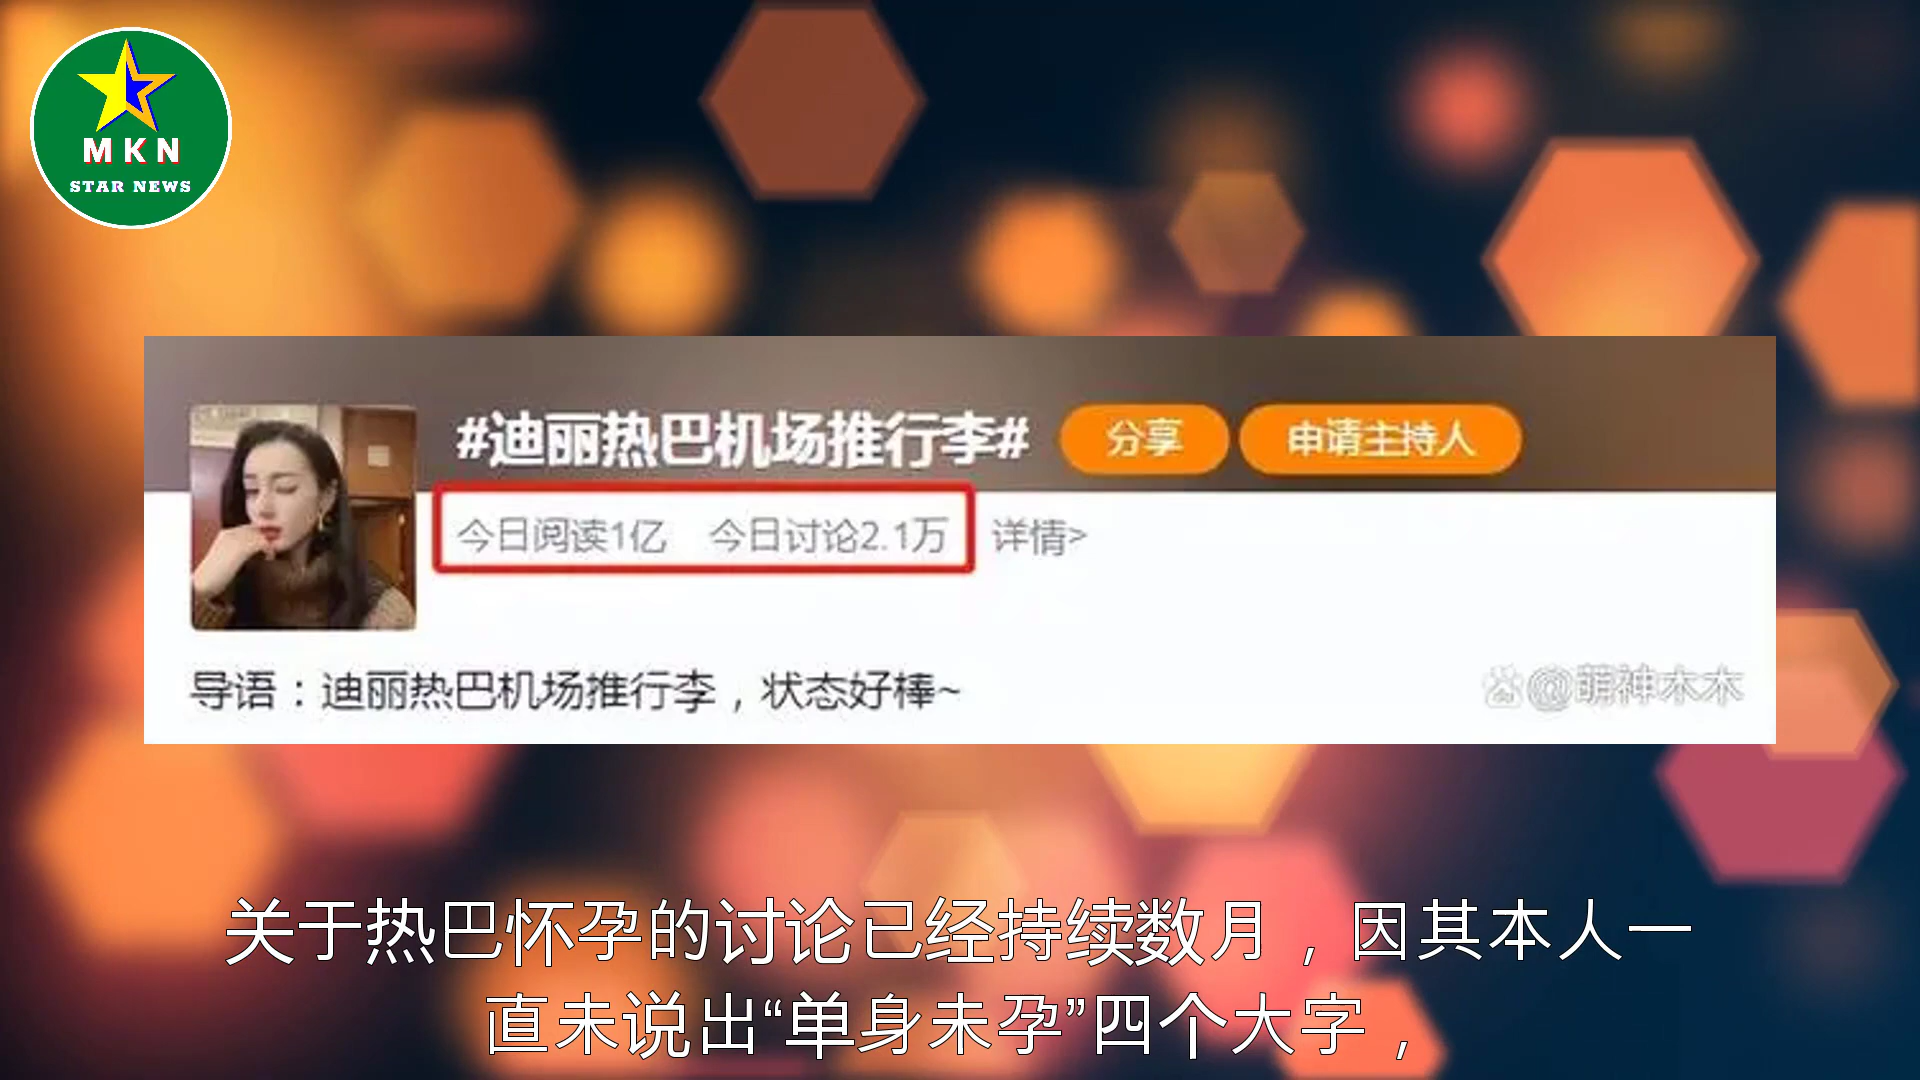 MKN
STAR NEWS
#迪丽热巴机场推行李# 分享 申请主持人
今日阅读1亿 今日讨论2.1万 详情>
导语：迪丽热巴机场推行李，状态好棒~
@萌神木木
关于热巴怀孕的讨论已经持续数月，因其本人一
直未说出“单身未孕”四个大字，